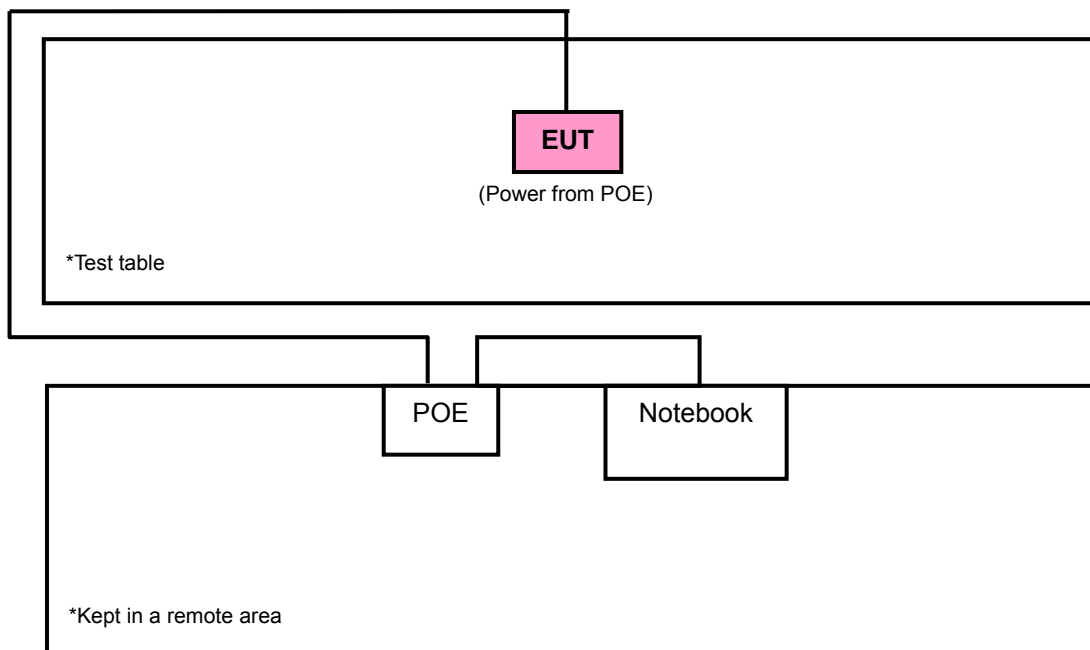 EUT
(Power from POE)
*Test table
POE
Notebook
*Kept in a remote area